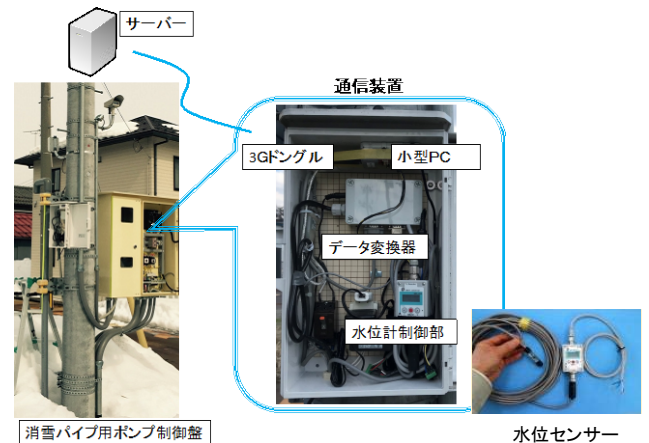 サーバー
通信装置
3Gドングル
小型PC
データ変換器
水位計制御部
消雪パイプ用ポンプ制御盤
水位センサー